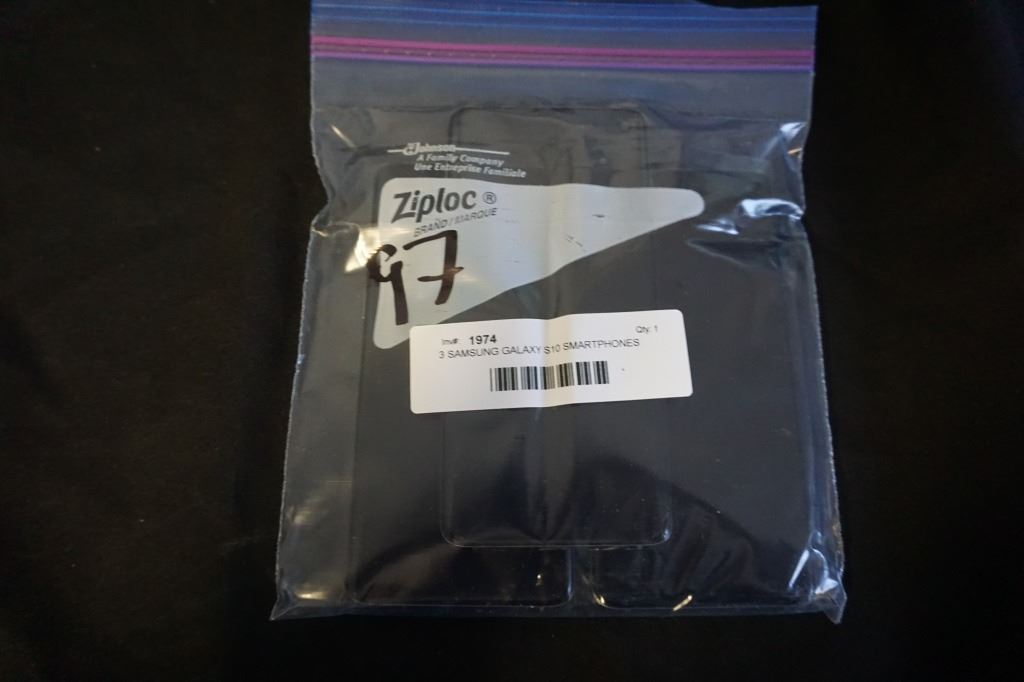 SC Johnson
A Family Company
Une Entreprise Familiale
Ziploc®
BRAND / MARQUE
97
Inv#: 1974 Qty: 1
3 SAMSUNG GALAXY S10 SMARTPHONES